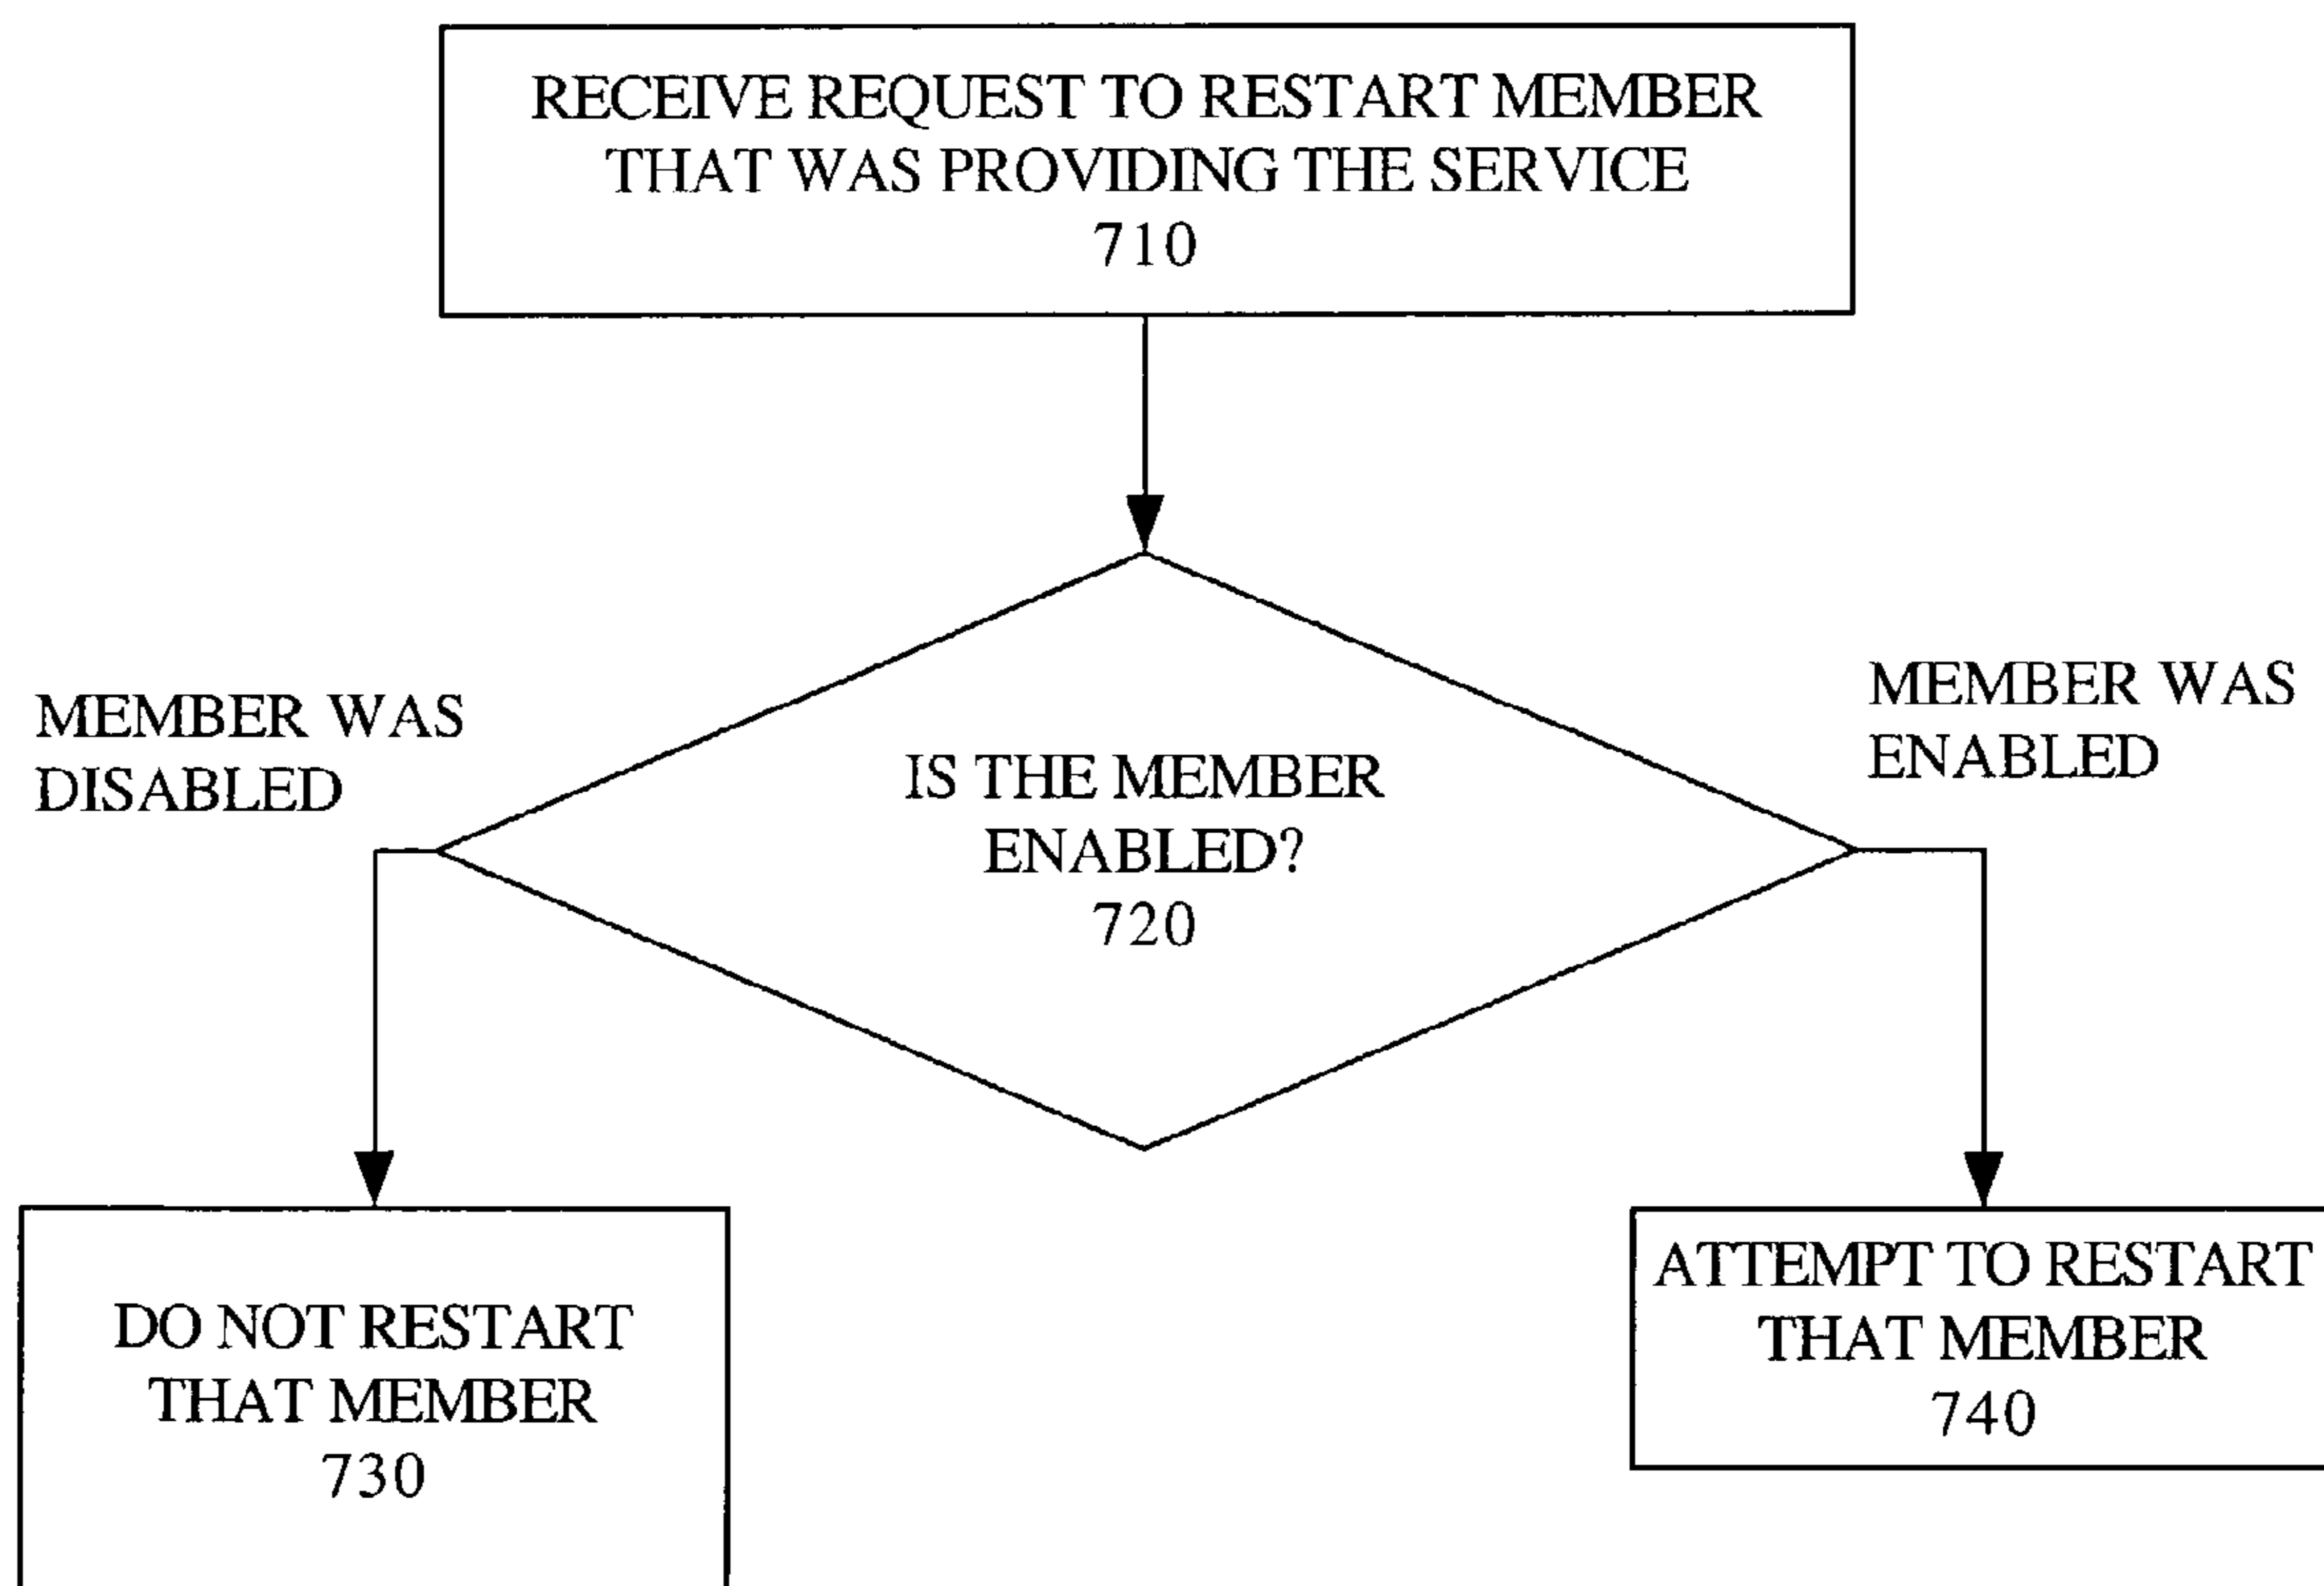 RECEIVE REQUEST TO RESTART MEMBER
THAT WAS PROVIDING THE SERVICE
710
MEMBER WAS
DISABLED
IS THE MEMBER
ENABLED?
720
MEMBER WAS
ENABLED
DO NOT RESTART
THAT MEMBER
730
ATTEMPT TO RESTART
THAT MEMBER
740